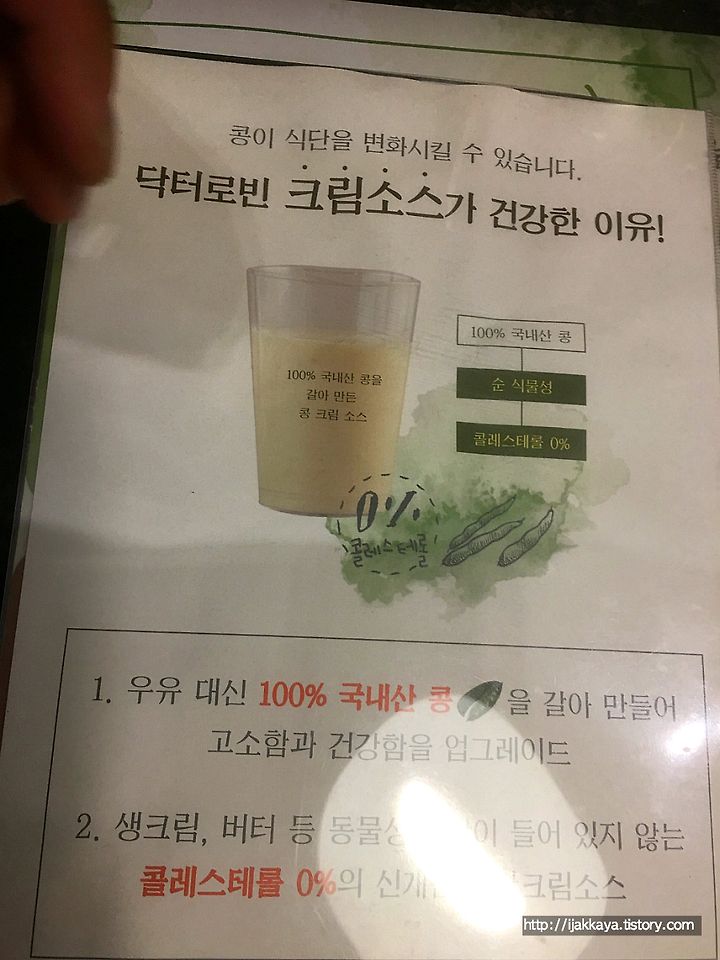 콩이 식단을 변화시킬 수 있습니다.
닥터로빈 크림소스가 건강한 이유!
100% 국내산 콩을
갈아 만든
콩 크림 소스
100% 국내산 콩
순 식물성
콜레스테롤 0%
0%
콜레스테롤
1. 우유 대신 100% 국내산 콩을 갈아 만들어
고소함과 건강함을 업그레이드
2. 생크림, 버터 등 동물성 들어 있지 않는
콜레스테롤 0%의 크림소스
http://ijakkaya.tistory.com